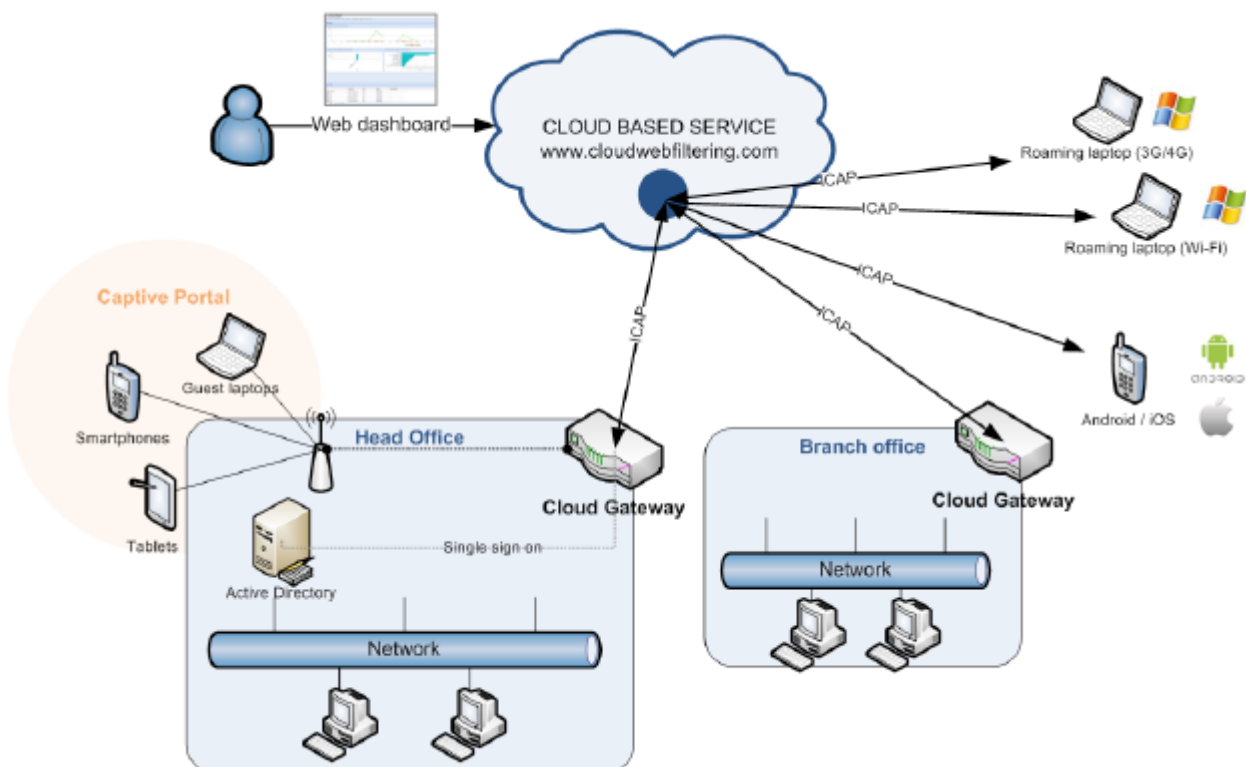 Web dashboard
CLOUD BASED SERVICE
www.cloudwebfiltering.com
Roaming laptop (3G/4G)
ICAP
ICAP
Roaming laptop (Wi-Fi)
ICAP
ICAP
ICAP
Captive Portal
Guest laptops
Smartphones
Tablets
Head Office
Cloud Gateway
Single sign on
Active Directory
Network
Branch office
Cloud Gateway
Network
ANDROID
Android / iOS